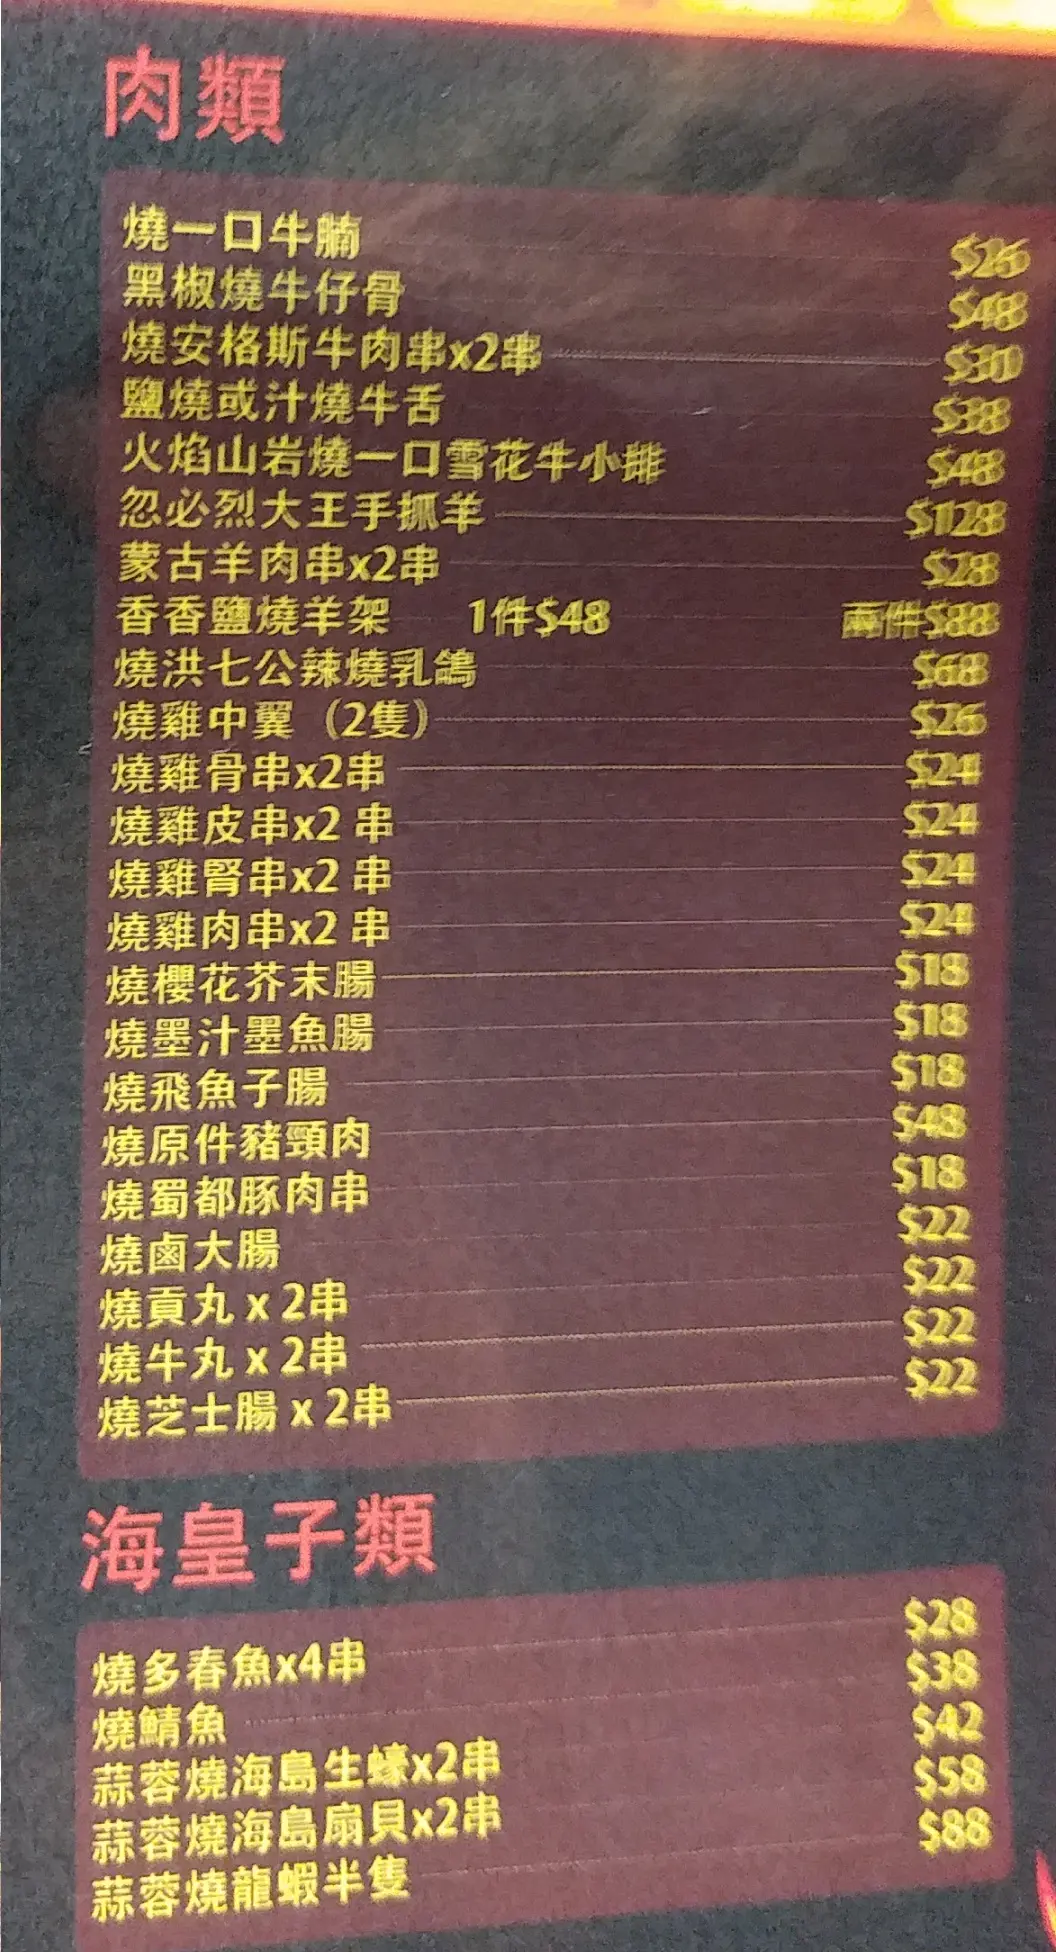 肉類
燒一口牛腩 $26
黑椒燒牛仔骨 $48
燒安格斯牛肉串x2串 $30
鹽燒或汁燒牛舌 $38
火焰山岩燒一口雪花牛小排 $48
忽必烈大王手抓羊 $128
蒙古羊肉串x2串 $28
香香鹽燒羊架 1件$48 兩件$88
燒洪七公辣燒乳鴿 $68
燒雞中翼（2隻） $26
燒雞骨串x2串 $24
燒雞皮串x2 串 $24
燒雞腎串x2 串 $24
燒雞肉串x2 串 $24
燒櫻花芥末腸 $18
燒墨汁墨魚腸 $18
燒飛魚子腸 $18
燒原件豬頸肉 $48
燒蜀都豚肉串 $18
燒鹵大腸 $22
燒貢丸 x 2串 $22
燒牛丸 x 2串 $22
燒芝士腸 x 2串 $22
海皇子類
燒多春魚x4串 $28
燒鯖魚 $38
蒜蓉燒海島生蠔x2串 $42
蒜蓉燒海島扇貝x2串 $58
蒜蓉燒龍蝦半隻 $88